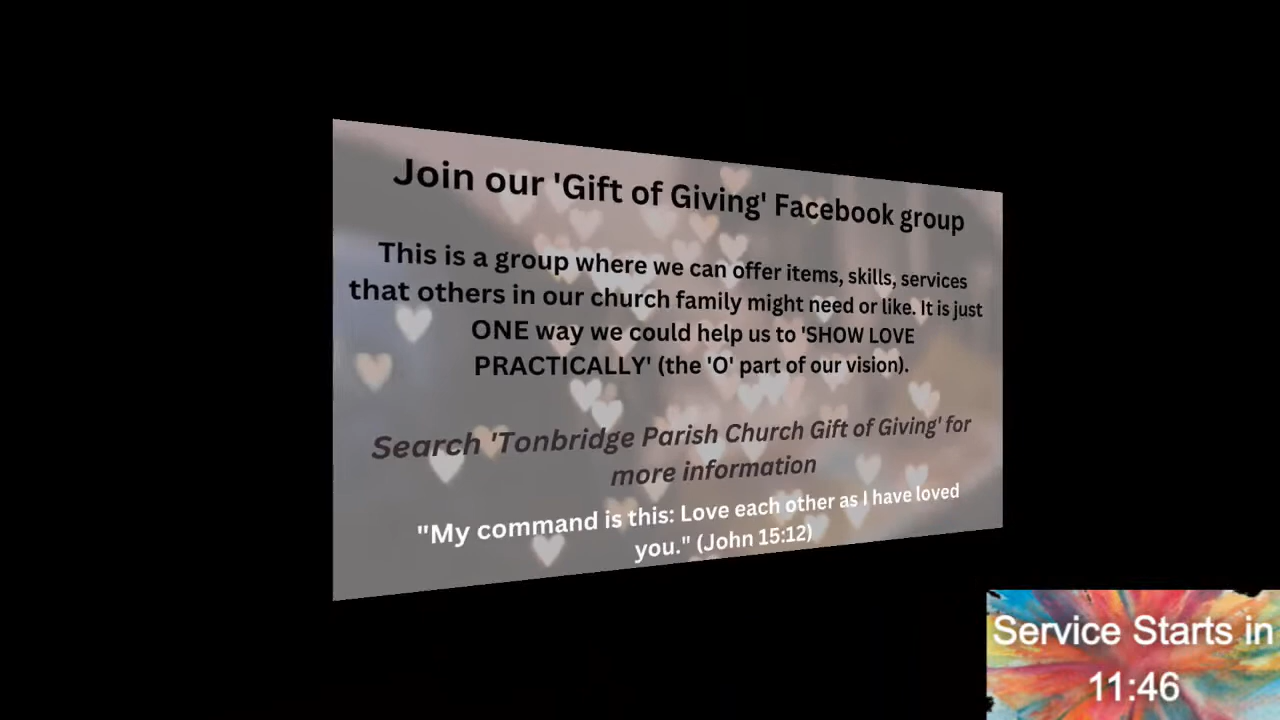 Join our 'Gift of Giving' Facebook group
This is a group where we can offer items, skills, services
that others in our church family might need or like. It is just
ONE way we could help us to 'SHOW LOVE
PRACTICALLY' (the 'O' part of our vision).
Search 'Tonbridge Parish Church Gift of Giving' for
more information
"My command is this: Love each other as I have loved
you." (John 15:12)
Service Starts in
11:46